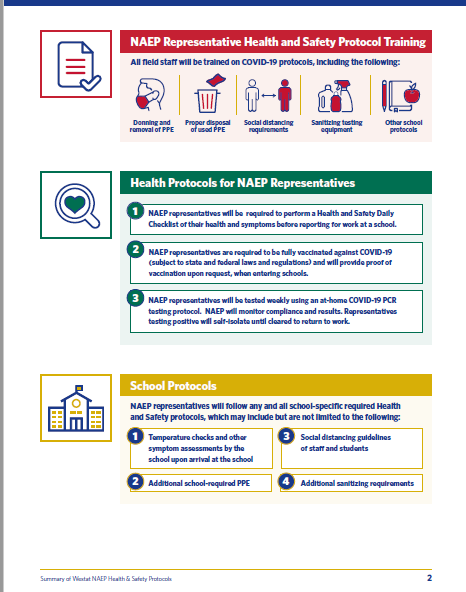 NAEP Representative Health and Safety Protocol Training
All field staff will be trained on COVID-19 protocols, including the following:
Donning and
removal of PPE
Proper disposal
of used PPE
Social distancing
requirements
Sanitizing testing
equipment
Other school
protocols
Health Protocols for NAEP Representatives
1
NAEP representatives will be required to perform a Health and Safety Daily
Checklist of their health and symptoms before reporting for work at a school.
2
NAEP representatives are required to be fully vaccinated against COVID-19
(subject to state and federal laws and regulations) and will provide proof of
vaccination upon request, when entering schools.
3
NAEP representatives will be tested weekly using an at-home COVID-19 PCR
testing protocol. NAEP will monitor compliance and results. Representatives
testing positive will self-isolate until cleared to return to work.
School Protocols
NAEP representatives will follow any and all school-specific required Health
and Safety protocols, which may include but are not limited to the following:
1
Temperature checks and other
symptom assessments by the
school upon arrival at the school
2
Additional school-required PPE
3
Social distancing guidelines
of staff and students
4
Additional sanitizing requirements
Summary of Westat NAEP Health & Safety Protocols
2